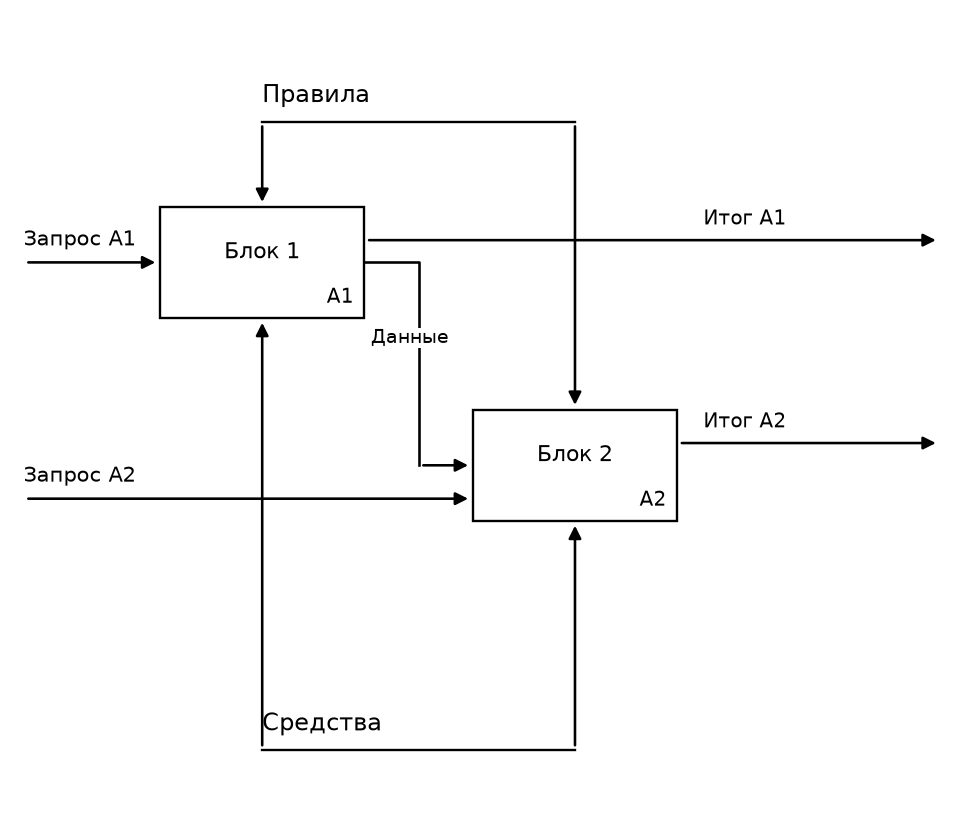 Правила
Итог А1
Запрос А1
Блок 1
А1
Данные
Итог А2
Блок 2
Запрос А2
А2
Средства